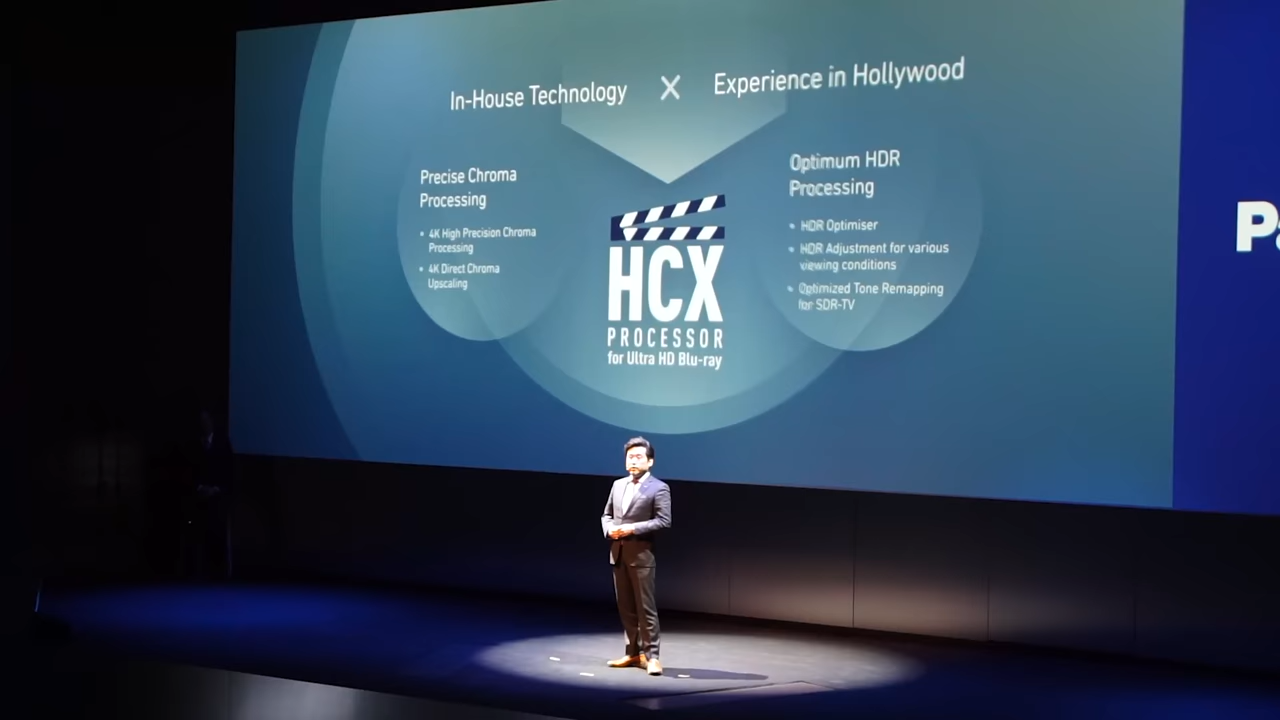 In-House Technology X Experience in Hollywood
Precise Chroma
Processing
• 4K High Precision Chroma
Processing
• 4K Direct Chroma
Upscaling
HCX
PROCESSOR
for Ultra HD Blu-ray
Optimum HDR
Processing
• HDR Optimiser
• HDR Adjustment for various
viewing conditions
• Optimized Tone Remapping
for SDR-TV